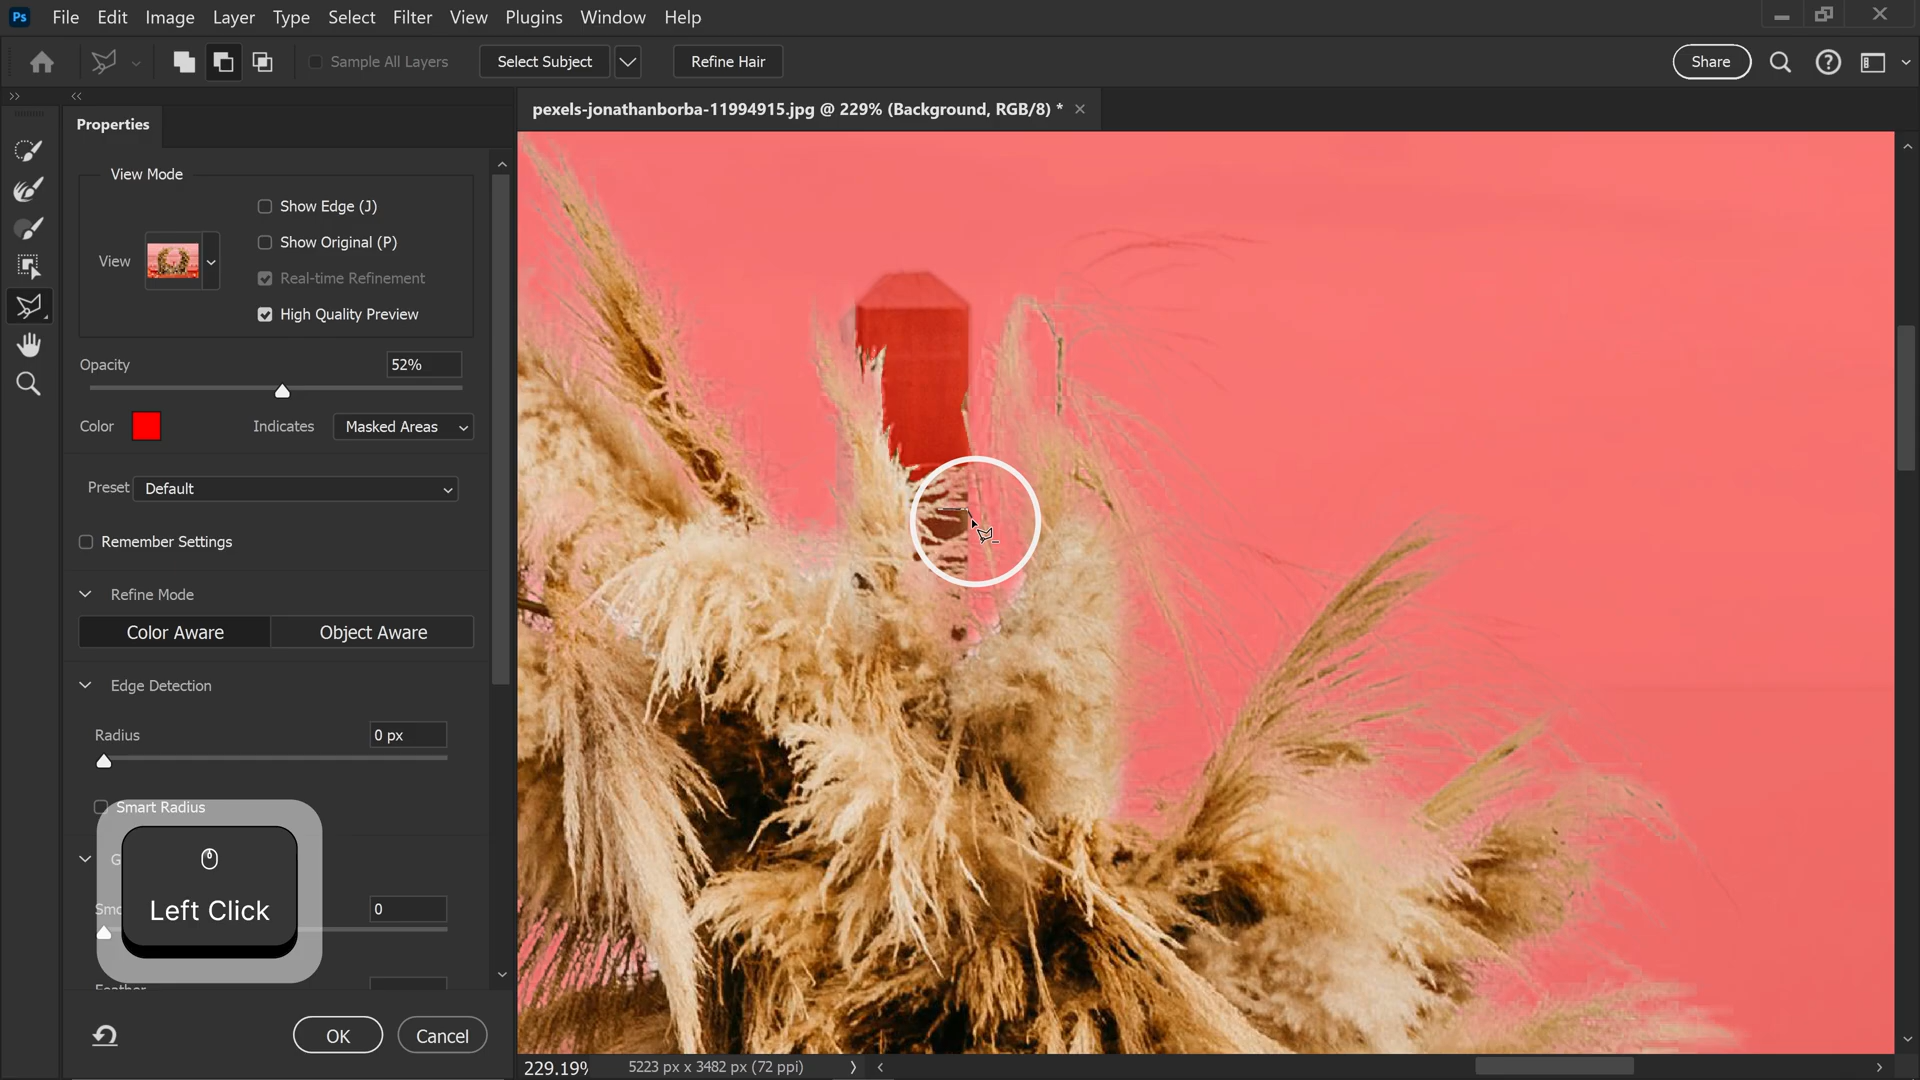 Ps File Edit Image Layer Type Select Filter View Plugins Window Help
Sample All Layers Select Subject Refine Hair Share
Properties
pexels-jonathanborba-11994915.jpg @ 229% (Background, RGB/8) *
View Mode
Show Edge (J)
Show Original (P)
View
Real-time Refinement
High Quality Preview
Opacity 52%
Color Indicates Masked Areas
Preset Default
Remember Settings
Refine Mode
Color Aware Object Aware
Edge Detection
Radius 0 px
Smart Radius
G
Left Click
Smo 0
Feather
OK Cancel
229.19% 5223 px x 3482 px (72 ppi)